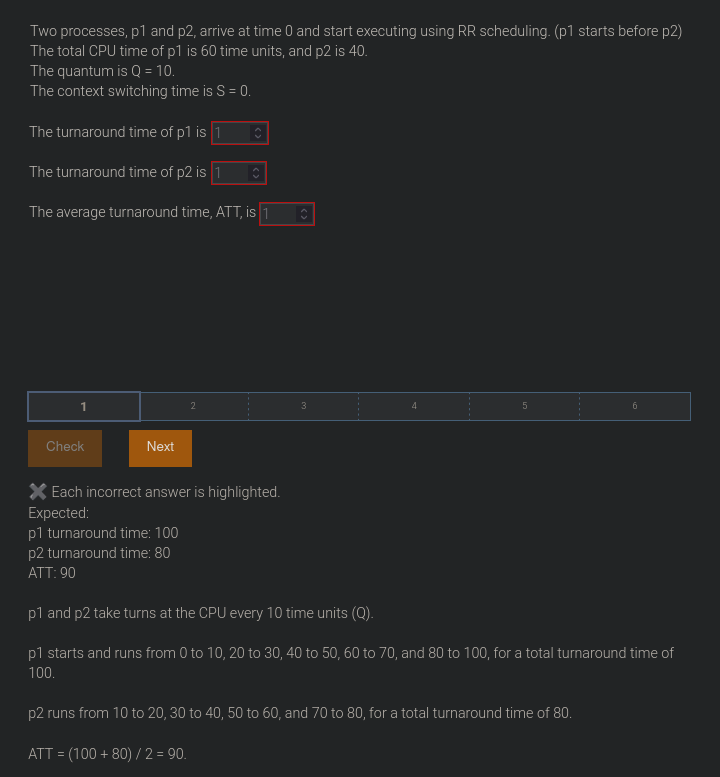 Two processes, p1 and p2, arrive at time 0 and start executing using RR scheduling. (p1 starts before p2)
The total CPU time of p1 is 60 time units, and p2 is 40.
The quantum is Q = 10.
The context switching time is S = 0.
The turnaround time of p1 is 1
The turnaround time of p2 is 1
The average turnaround time, ATT, is 1
1 2 3 4 5 6
Check Next
Each incorrect answer is highlighted.
Expected:
p1 turnaround time: 100
p2 turnaround time: 80
ATT: 90
p1 and p2 take turns at the CPU every 10 time units (Q).
p1 starts and runs from 0 to 10, 20 to 30, 40 to 50, 60 to 70, and 80 to 100, for a total turnaround time of
100.
p2 runs from 10 to 20, 30 to 40, 50 to 60, and 70 to 80, for a total turnaround time of 80.
ATT = (100 + 80) / 2 = 90.